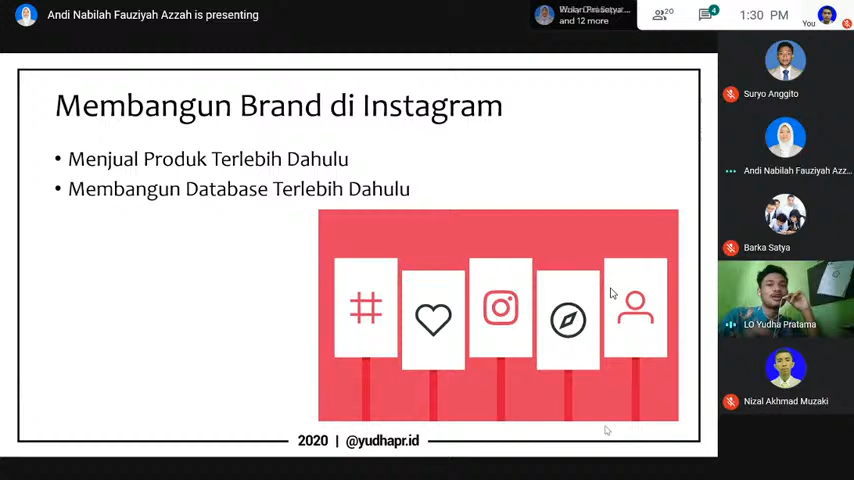 Andi Nabilah Fauziyah Azzah is presenting
and 12 more
20
4
1:30 PM
You
Membangun Brand di Instagram
• Menjual Produk Terlebih Dahulu
• Membangun Database Terlebih Dahulu
2020 | @yudhapr.id
Suryo Anggito
Andi Nabilah Fauziyah Azz...
Barka Satya
LO Yudha Pratama
Nizal Akhmad Muzaki